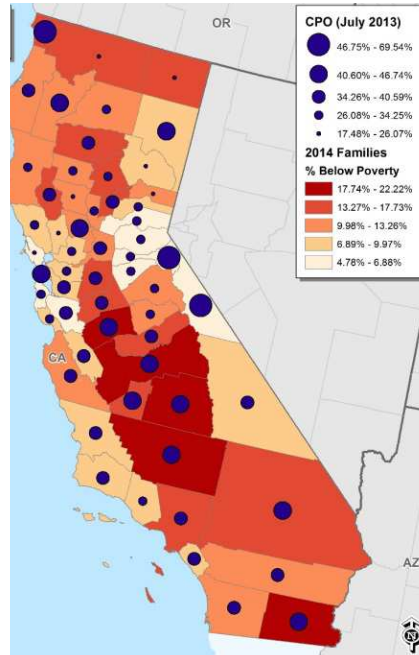 OR
CPO (July 2013)
46.75% - 69.54%
40.60% - 46.74%
34.26% - 40.59%
26.08% - 34.25%
17.48% - 26.07%
2014 Families
% Below Poverty
17.74% - 22.22%
13.27% - 17.73%
9.98% - 13.26%
6.89% - 9.97%
4.78% - 6.88%
CA
AZ
N